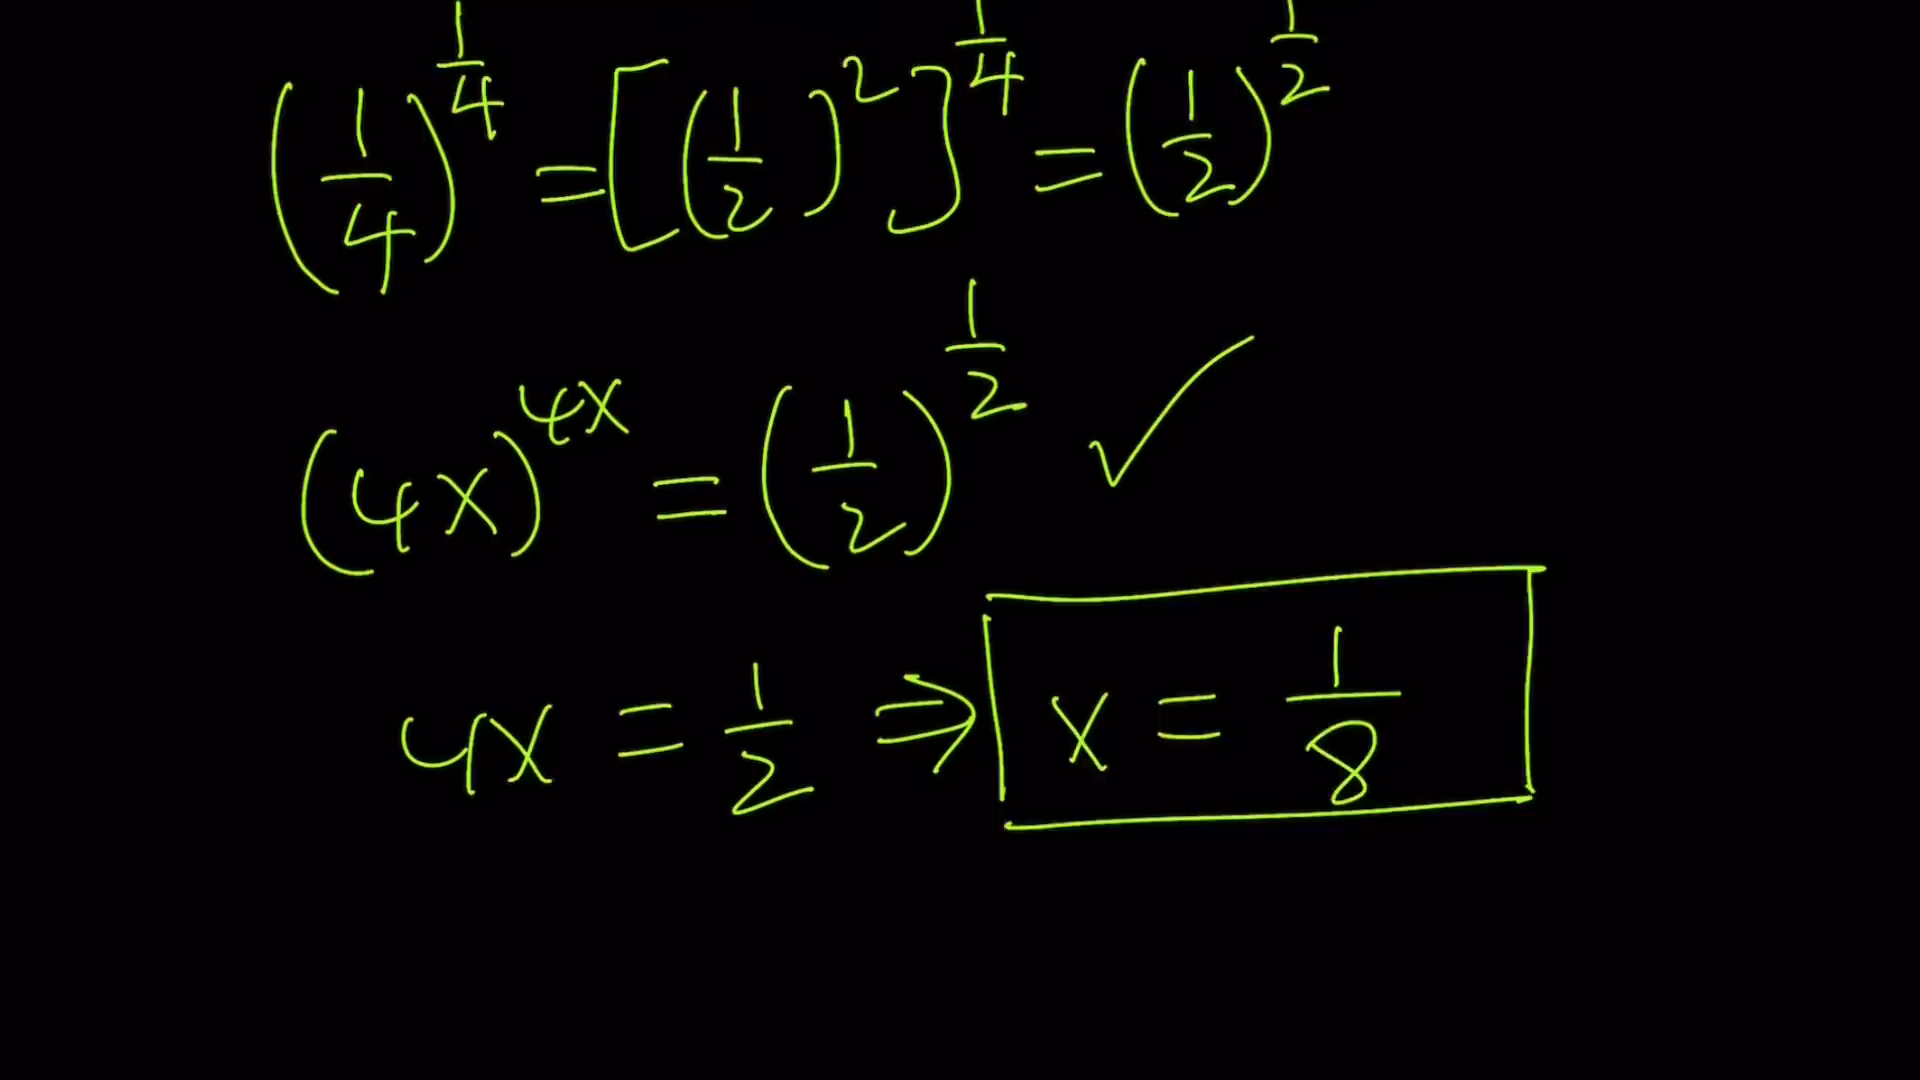 (1/4)^(1/4) = [(1/2)^2]^(1/4) = (1/2)^(1/2)
(4x)^(4x) = (1/2)^(1/2) ✓
4x = 1/2 ⇒ x = 1/8